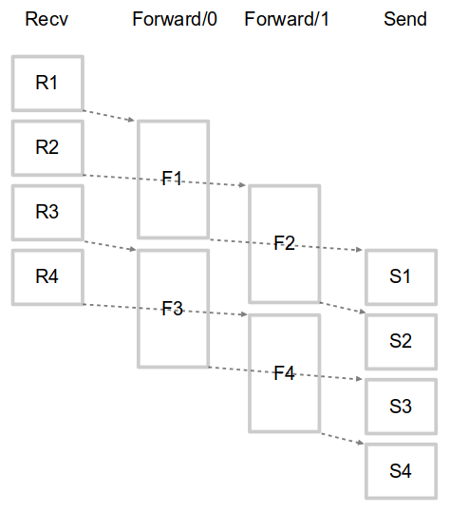 Recv Forward/0 Forward/1 Send
R1
R2
F1
R3
F2
R4
S1
F3
S2
F4
S3
S4